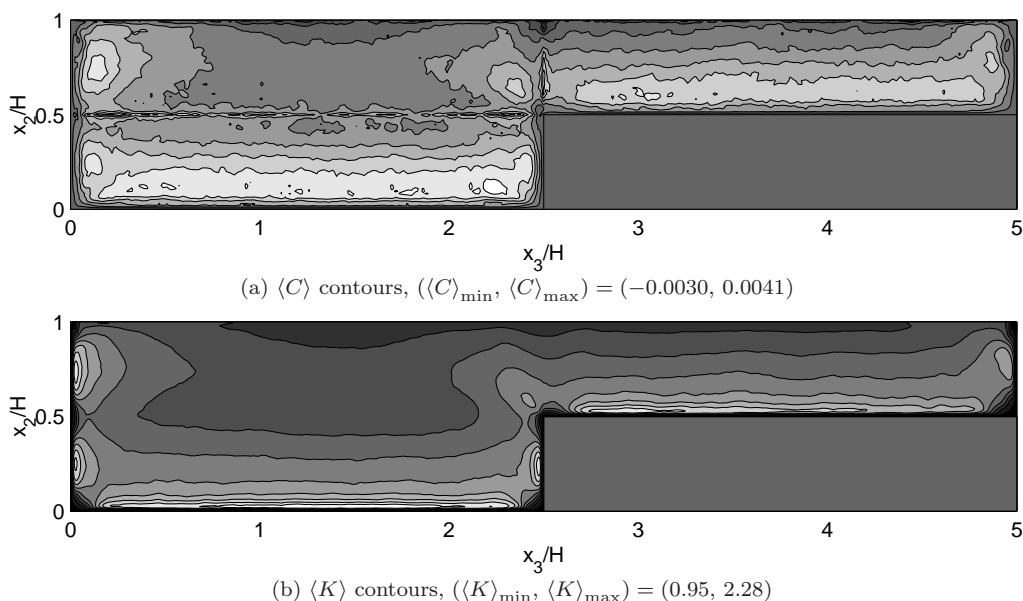 1
0.5
0
x2/H
0 1 2 3 4 5
x3/H
(a) ⟨C⟩ contours, (⟨C⟩min, ⟨C⟩max) = (−0.0030, 0.0041)
1
0.5
0
x2/H
0 1 2 3 4 5
x3/H
(b) ⟨K⟩ contours, (⟨K⟩min, ⟨K⟩max) = (0.95, 2.28)